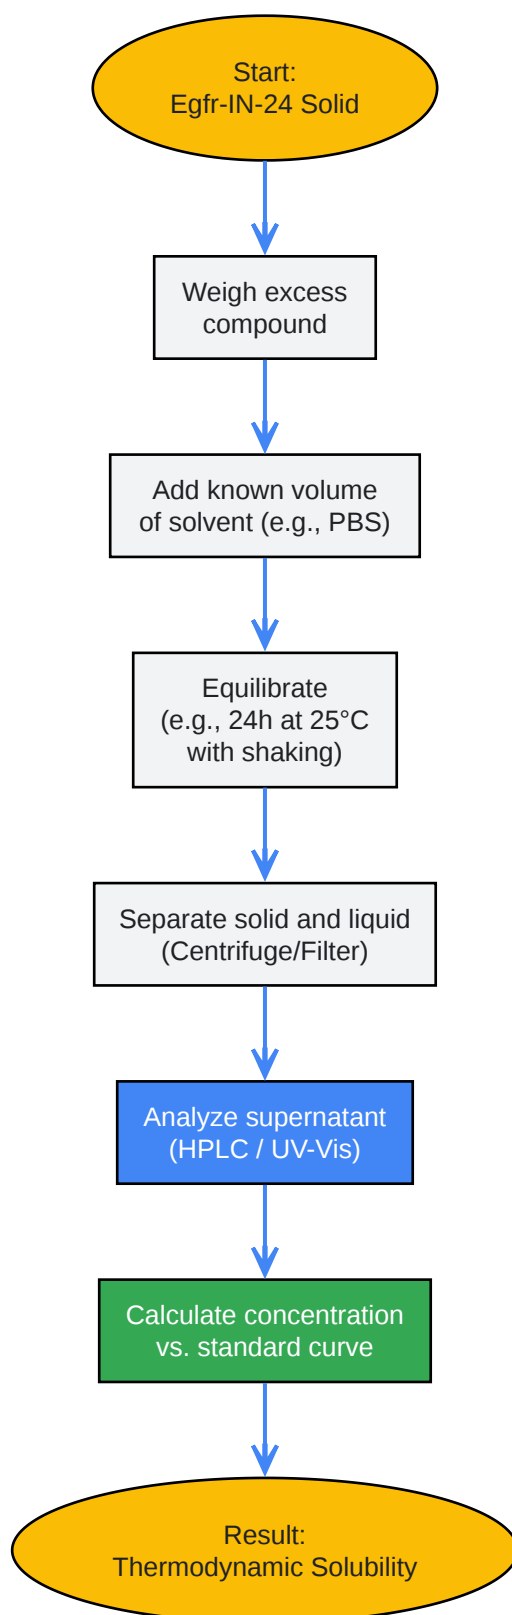 Start:
Egfr-IN-24 Solid
Weigh excess
compound
Add known volume
of solvent (e.g., PBS)
Equilibrate
(e.g., 24h at 25°C
with shaking)
Separate solid and liquid
(Centrifuge/Filter)
Analyze supernatant
(HPLC / UV-Vis)
Calculate concentration
vs. standard curve
Result:
Thermodynamic Solubility